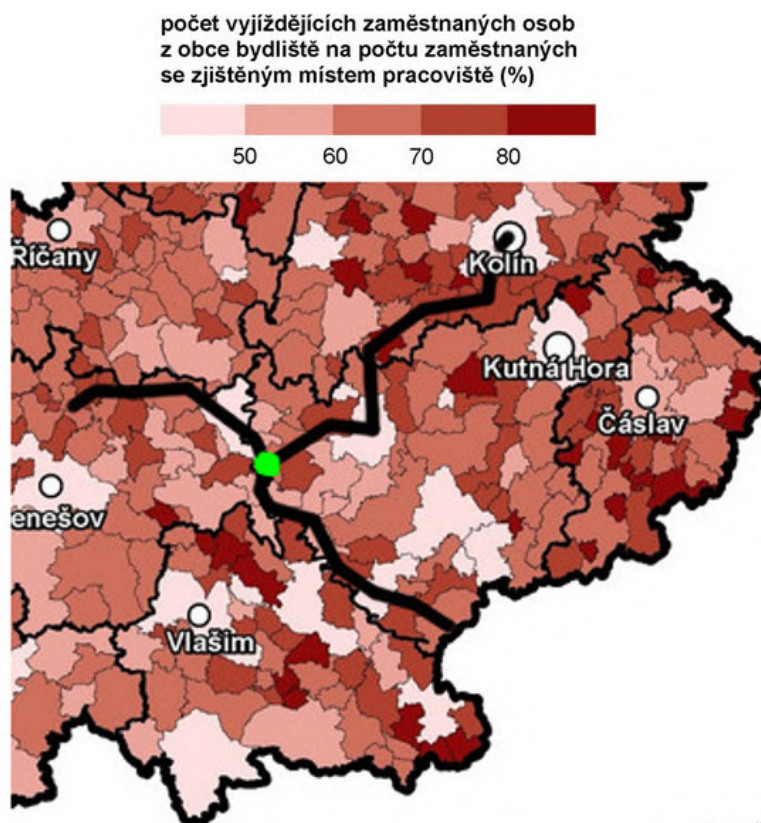 počet vyjíždějících zaměstnaných osob
z obce bydliště na počtu zaměstnaných
se zjištěným místem pracoviště (%)
50 60 70 80
Říčany
Kolín
Kutná Hora
Čáslav
enešov
Vlašim